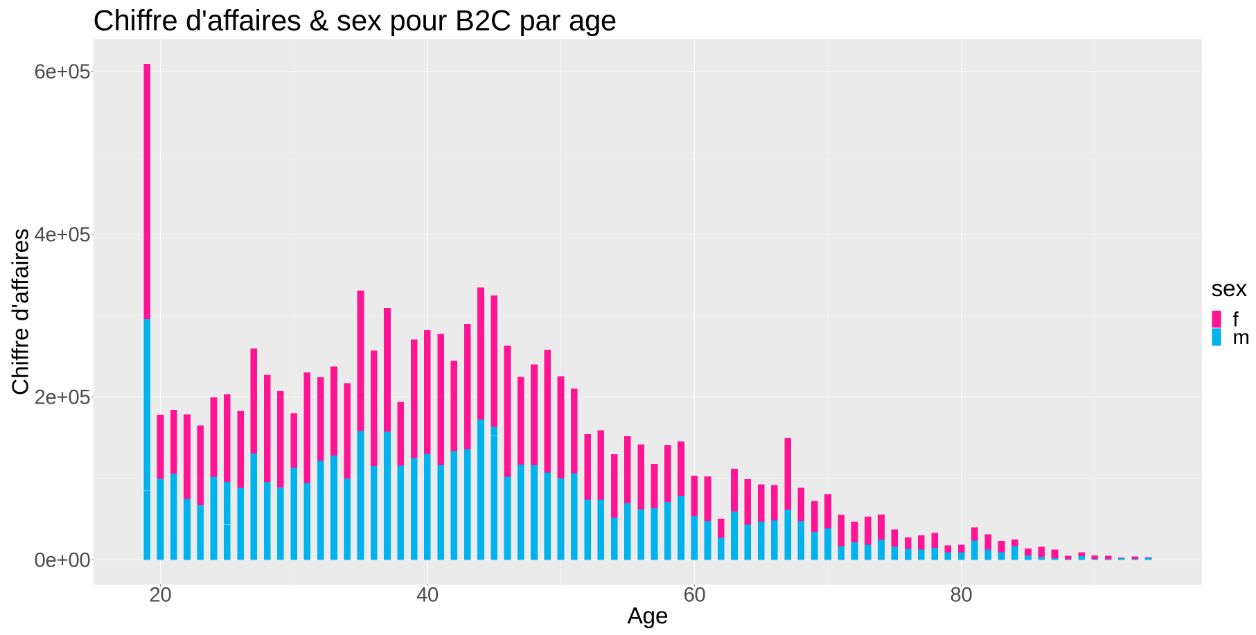 Chiffre d'affaires & sex pour B2C par age
6e+05
4e+05
2e+05
0e+00
Chiffre d'affaires
20
40
60
80
Age
sex
f
m